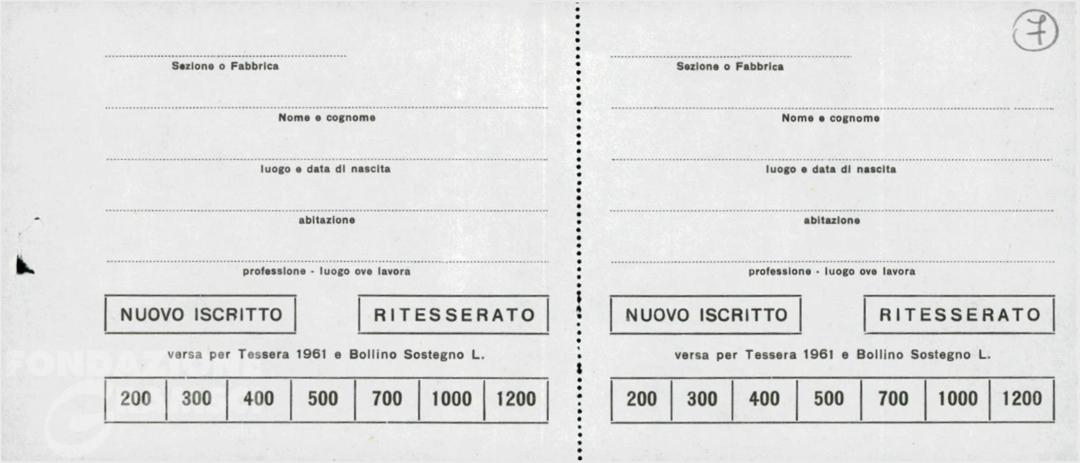 7
Sezione o Fabbrica
Nome e cognome
luogo e data di nascita
abitazione
professione - luogo ove lavora
NUOVO ISCRITTO RITESSERATO
versa per Tessera 1961 e Bollino Sostegno L.
200 300 400 500 700 1000 1200
Sezione o Fabbrica
Nome e cognome
luogo e data di nascita
abitazione
professione - luogo ove lavora
NUOVO ISCRITTO RITESSERATO
versa per Tessera 1961 e Bollino Sostegno L.
200 300 400 500 700 1000 1200
FONDAZIONE